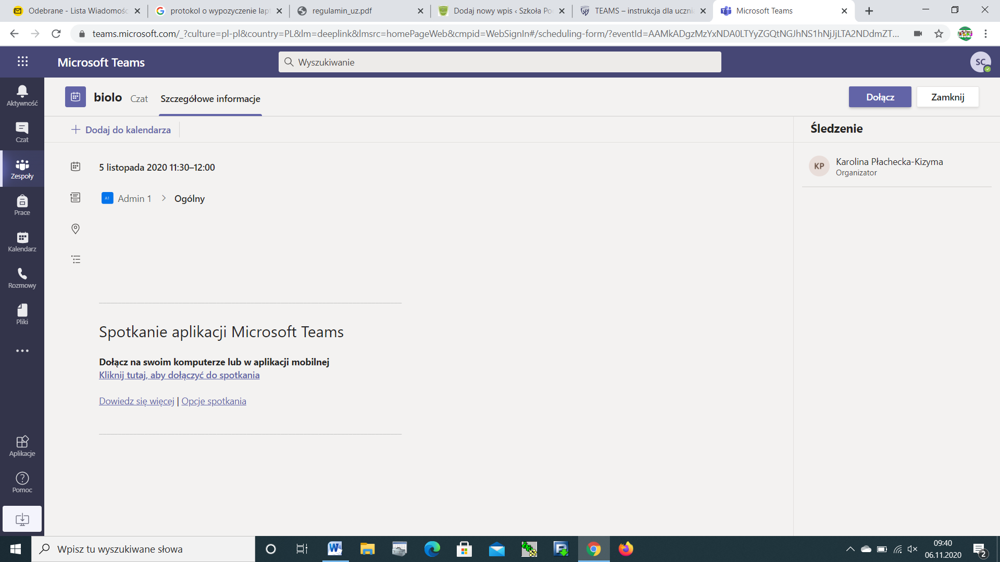 Odebrane - Lista Wiadomośc
protokol o wypozyczenie lapt
regulamin_uz.pdf
Dodaj nowy wpis ‹ Szkoła Po
TEAMS – instrukcja dla ucznia
Microsoft Teams
teams.microsoft.com/_?culture=pl-pl&country=PL&lm=deeplink&lmsrc=homePageWeb&cmpid=WebSignIn#/scheduling-form/?eventId=AAMkADgzMzYxNDA0LTYyZGQtNGJhNS1hNjJjLTA2NDdmZT...
Microsoft Teams
Wyszukiwanie
SC
Aktywność
Czat
Zespoły
Prace
Kalendarz
Rozmowy
Pliki
Aplikacje
Pomoc
biolo
Czat
Szczegółowe informacje
Dołącz
Zamknij
Dodaj do kalendarza
Śledzenie
5 listopada 2020 11:30–12:00
KP
Karolina Płachecka-Kizyma
Organizator
A1 Admin 1 > Ogólny
Spotkanie aplikacji Microsoft Teams
Dołącz na swoim komputerze lub w aplikacji mobilnej
Kliknij tutaj, aby dołączyć do spotkania
Dowiedz się więcej | Opcje spotkania
Wpisz tu wyszukiwane słowa
09:40
06.11.2020
2